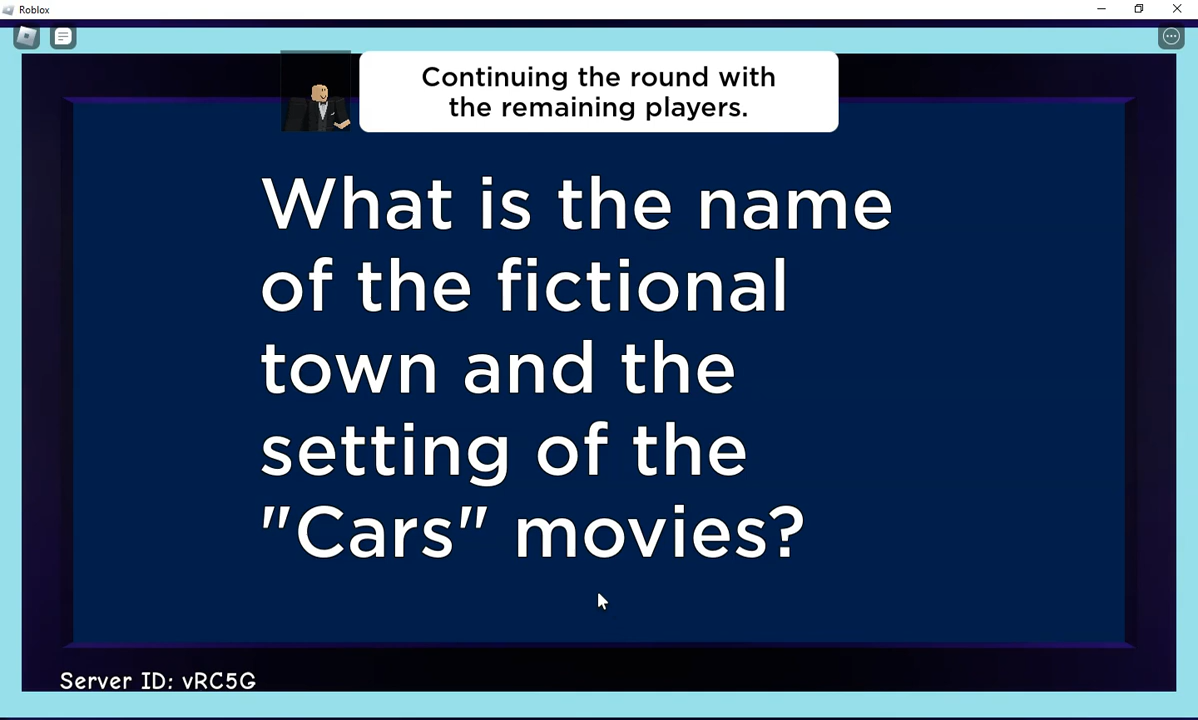 Roblox
Continuing the round with
the remaining players.
What is the name
of the fictional
town and the
setting of the
"Cars" movies?
Server ID: vRC5G